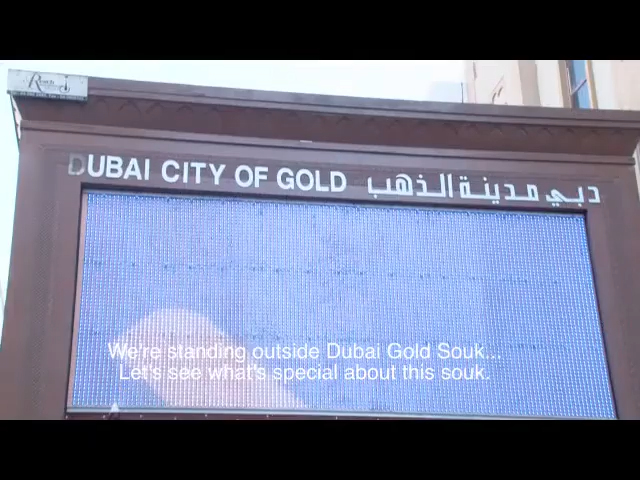 Reach
DUBAI CITY OF GOLD دبي مدينة الذهب
We're standing outside Dubai Gold Souk...
Let's see what's special about this souk.